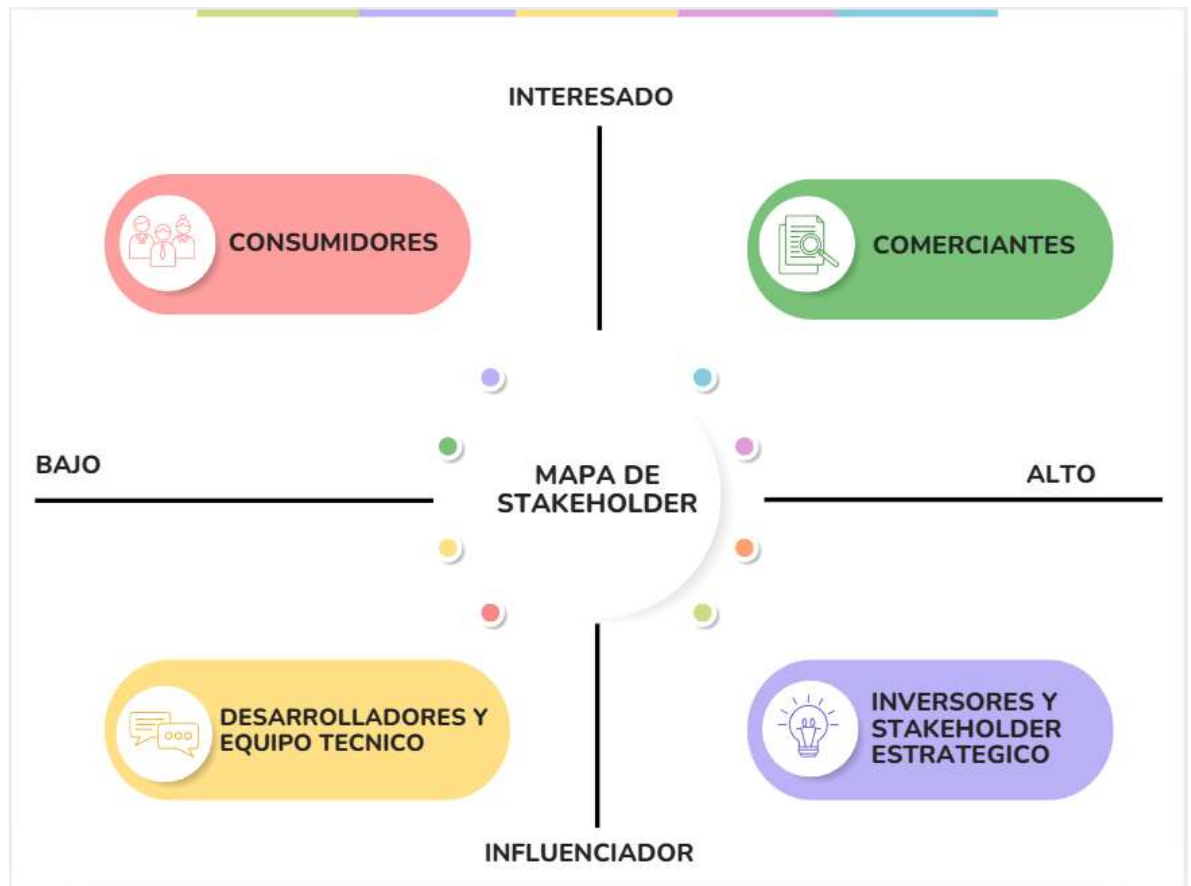 INTERESADO
CONSUMIDORES
COMERCIANTES
BAJO
MAPA DE
STAKEHOLDER
ALTO
DESARROLLADORES Y
EQUIPO TECNICO
INVERSORES Y
STAKEHOLDER
ESTRATEGICO
INFLUENCIADOR